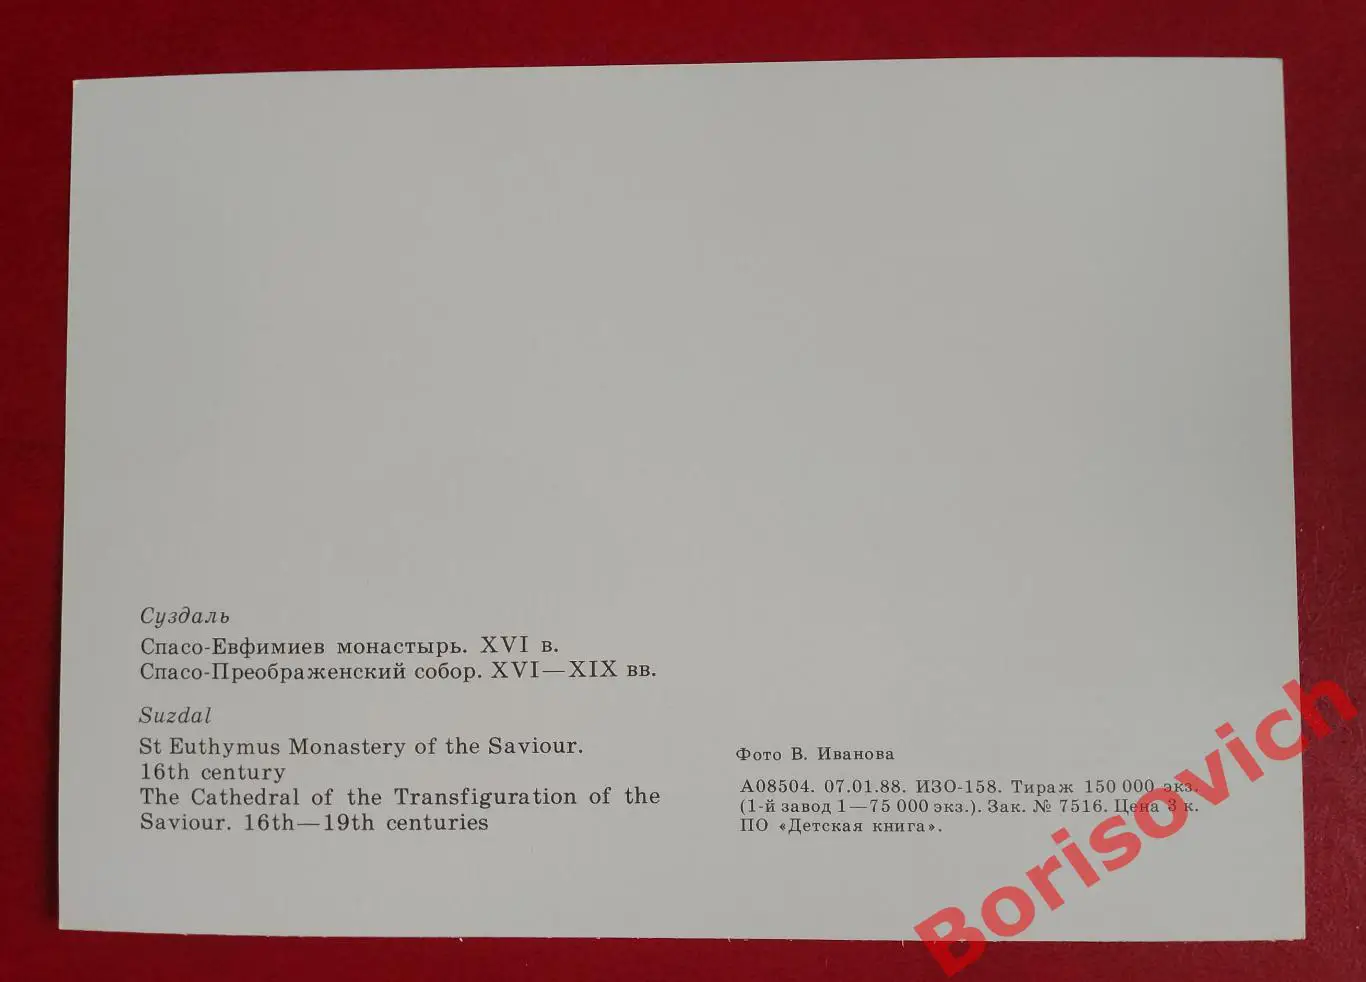 Суздаль
Спасо-Евфимиев монастырь. XVI в.
Спасо-Преображенский собор. XVI—XIX вв.
Suzdal
St Euthymus Monastery of the Saviour.
16th century
The Cathedral of the Transfiguration of the
Saviour. 16th—19th centuries
Фото В. Иванова
А08504. 07.01.88. ИЗО-158. Тираж 150 000 экз.
(1-й завод 1—75 000 экз.). Зак. № 7516. Цена 3 к.
ПО «Детская книга».
Borisovich